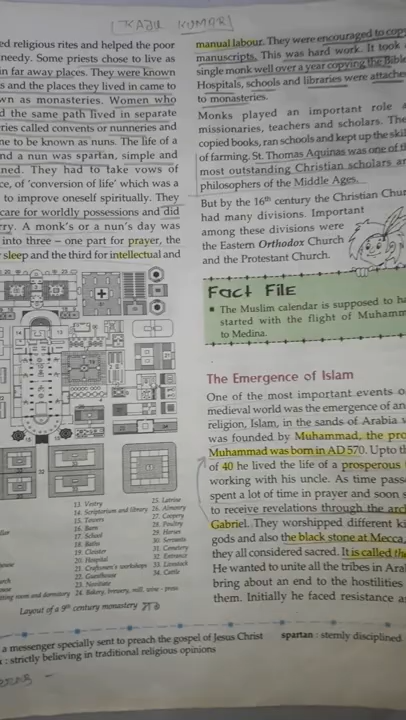 [KAJU KUMAR]
ed religious rites and helped the poor
needy. Some priests chose to live as
in far away places. They were known
s and the places they lived in came to
wn as monasteries. Women who
d the same path lived in separate
ries called convents or nunneries and
me to be known as nuns. The life of a
nd a nun was spartan, simple and
ned. They had to take vows of
ce, of 'conversion of life' which was a
to improve oneself spiritually. They
care for worldly possessions and did
rry. A monk's or a nun's day was
into three – one part for prayer, the
sleep and the third for intellectual and
13. Vestry
14. Scriptorium and library
15. Towers
16. Barn
17. School
18. Baths
19. Cloister
20. Hospital
21. Craftsmen's workshops
22. Guesthouse
23. Novitiate
24. Bakery, brewery, mill, wine - press
25. Latrine
26. Almonry
27. Coopery
28. Poultry
29. Horses
30. Servants
31. Cemetery
32. Entrance
33. Livestock
34. Cattle
Layout of a 9th century monastery
manual labour. They were encouraged to copy
manuscripts. This was hard work. It took a
single monk well over a year copying the Bible
Hospitals, schools and libraries were attache
to monasteries.
Monks played an important role a
missionaries, teachers and scholars. The
copied books, ran schools and kept up the skil
of farming. St. Thomas Aquinas was one of t
most outstanding Christian scholars an
philosophers of the Middle Ages.
But by the 16th century the Christian Chur
had many divisions. Important
among these divisions were
the Eastern Orthodox Church
and the Protestant Church.
Fact File
The Muslim calendar is supposed to ha
started with the flight of Muhamm
to Medina.
The Emergence of Islam
One of the most important events o
medieval world was the emergence of an
religion, Islam, in the sands of Arabia w
was founded by Muhammad, the pro
Muhammad was born in AD 570. Upto th
of 40 he lived the life of a prosperous
working with his uncle. As time passe
spent a lot of time in prayer and soon s
to receive revelations through the arc
Gabriel. They worshipped different ki
gods and also the black stone at Mecca,
they all considered sacred. It is called the
He wanted to unite all the tribes in Aral
bring about an end to the hostilities
them. Initially he faced resistance a
a messenger specially sent to preach the gospel of Jesus Christ
spartan : sternly disciplined
: strictly believing in traditional religious opinions